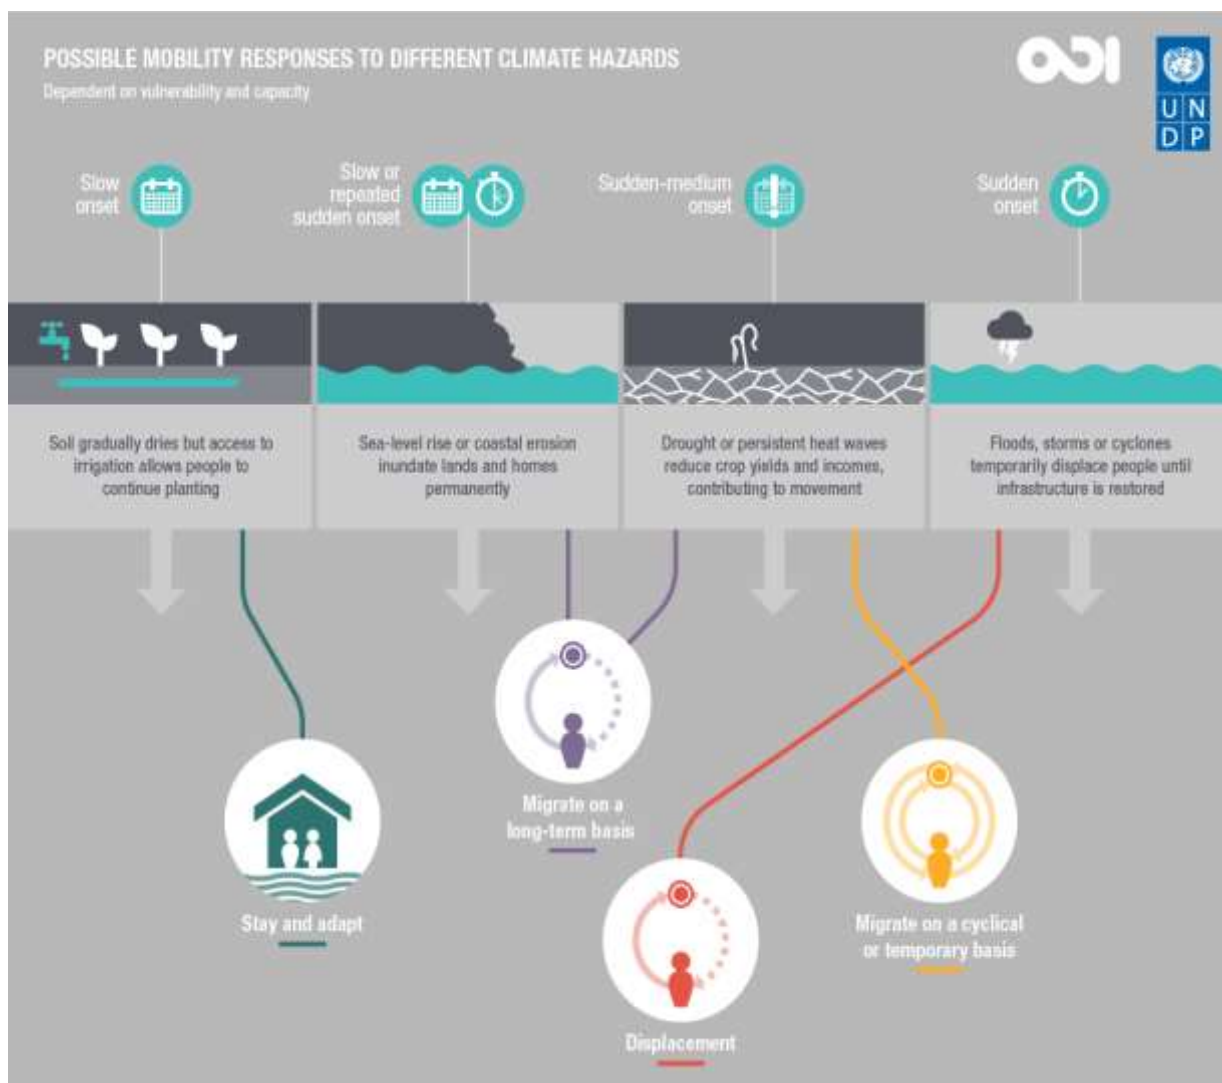 POSSIBLE MOBILITY RESPONSES TO DIFFERENT CLIMATE HAZARDS
Dependent on vulnerability and capacity
ODI
U N
D P
Slow
onset
Slow or
repeated
sudden onset
Sudden-medium
onset
Sudden
onset
Soil gradually dries but access to
irrigation allows people to
continue planting
Sea-level rise or coastal erosion
inundate lands and homes
permanently
Drought or persistent heat waves
reduce crop yields and incomes,
contributing to movement
Floods, storms or cyclones
temporarily displace people until
infrastructure is restored
Migrate on a
long-term basis
Stay and adapt
Migrate on a cyclical
or temporary basis
Displacement